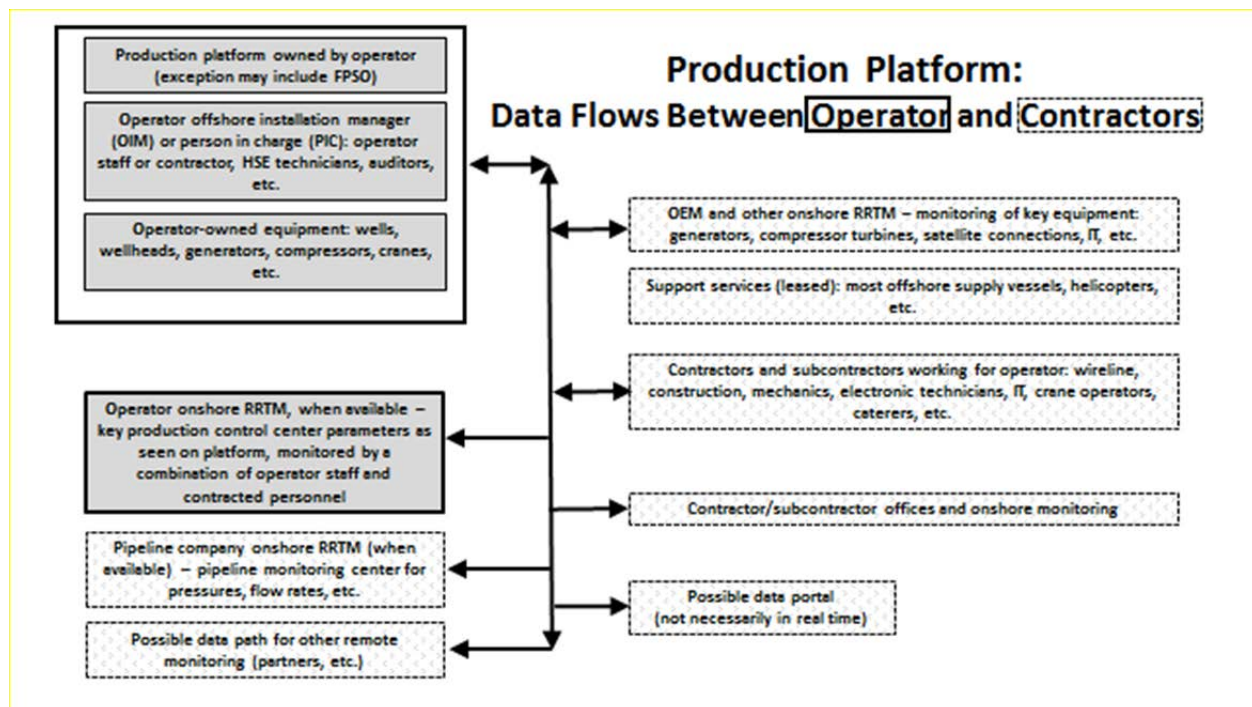 Production Platform:
Data Flows Between Operator and Contractors
Production platform owned by operator
(exception may include FPSO)
Operator offshore installation manager
(OIM) or person in charge (PIC): operator
staff or contractor, HSE technicians, auditors,
etc.
Operator-owned equipment: wells,
wellheads, generators, compressors, cranes,
etc.
OEM and other onshore RRTM – monitoring of key equipment:
generators, compressor turbines, satellite connections, IT, etc.
Support services (leased): most offshore supply vessels, helicopters,
etc.
Contractors and subcontractors working for operator: wireline,
construction, mechanics, electronic technicians, IT, crane operators,
caterers, etc.
Operator onshore RRTM, when available –
key production control center parameters as
seen on platform, monitored by a
combination of operator staff and
contracted personnel
Contractor/subcontractor offices and onshore monitoring
Pipeline company onshore RRTM (when
available) – pipeline monitoring center for
pressures, flow rates, etc.
Possible data portal
(not necessarily in real time)
Possible data path for other remote
monitoring (partners, etc.)